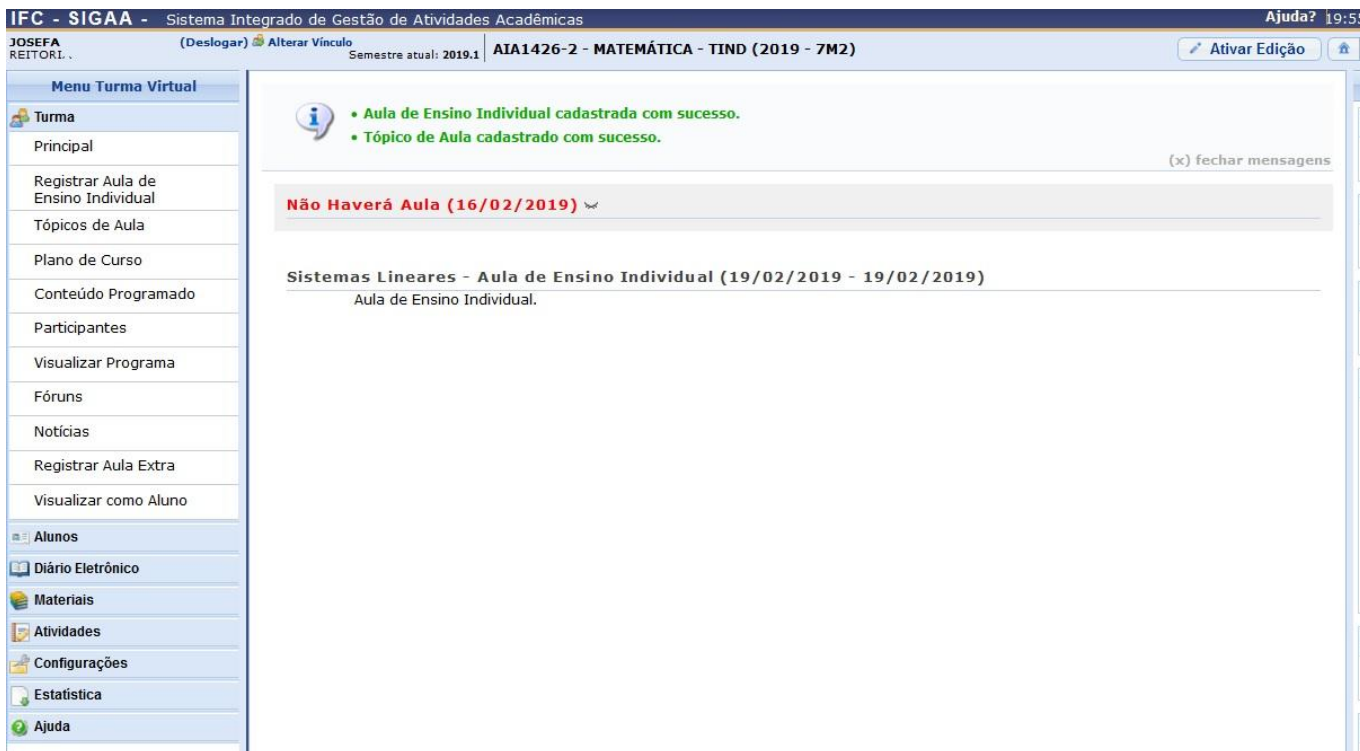 IFC - SIGAA - Sistema Integrado de Gestão de Atividades Acadêmicas
Ajuda? 19:55
JOSEFA (Deslogar) Alterar Vínculo
REITORI. .
Semestre atual: 2019.1
AIA1426-2 - MATEMÁTICA - TIND (2019 - 7M2)
Ativar Edição
Menu Turma Virtual
Turma
Principal
Registrar Aula de
Ensino Individual
Tópicos de Aula
Plano de Curso
Conteúdo Programado
Participantes
Visualizar Programa
Fóruns
Notícias
Registrar Aula Extra
Visualizar como Aluno
Alunos
Diário Eletrônico
Materiais
Atividades
Configurações
Estatística
Ajuda
• Aula de Ensino Individual cadastrada com sucesso.
• Tópico de Aula cadastrado com sucesso.
(x) fechar mensagens
Não Haverá Aula (16/02/2019)
Sistemas Lineares - Aula de Ensino Individual (19/02/2019 - 19/02/2019)
Aula de Ensino Individual.